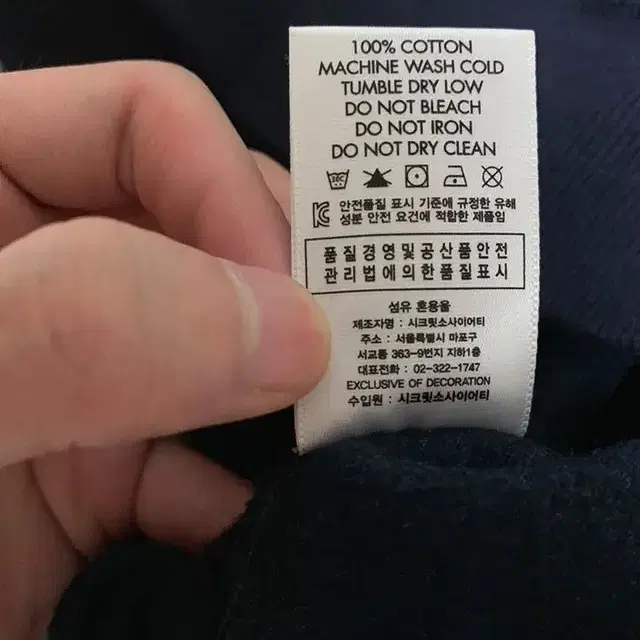 100% COTTON
MACHINE WASH COLD
TUMBLE DRY LOW
DO NOT BLEACH
DO NOT IRON
DO NOT DRY CLEAN
30C
안전품질 표시 기준에 규정한 유해
성분 안전 요건에 적합한 제품임
품질경영및공산품안전
관리법에의한품질표시
섬유 혼용율
제조자명 : 시크릿소사이어티
주소 : 서울특별시 마포구
서교동 363-9번지 지하1층
대표전화 : 02-322-1747
EXCLUSIVE OF DECORATION
수입원 : 시크릿소사이어티